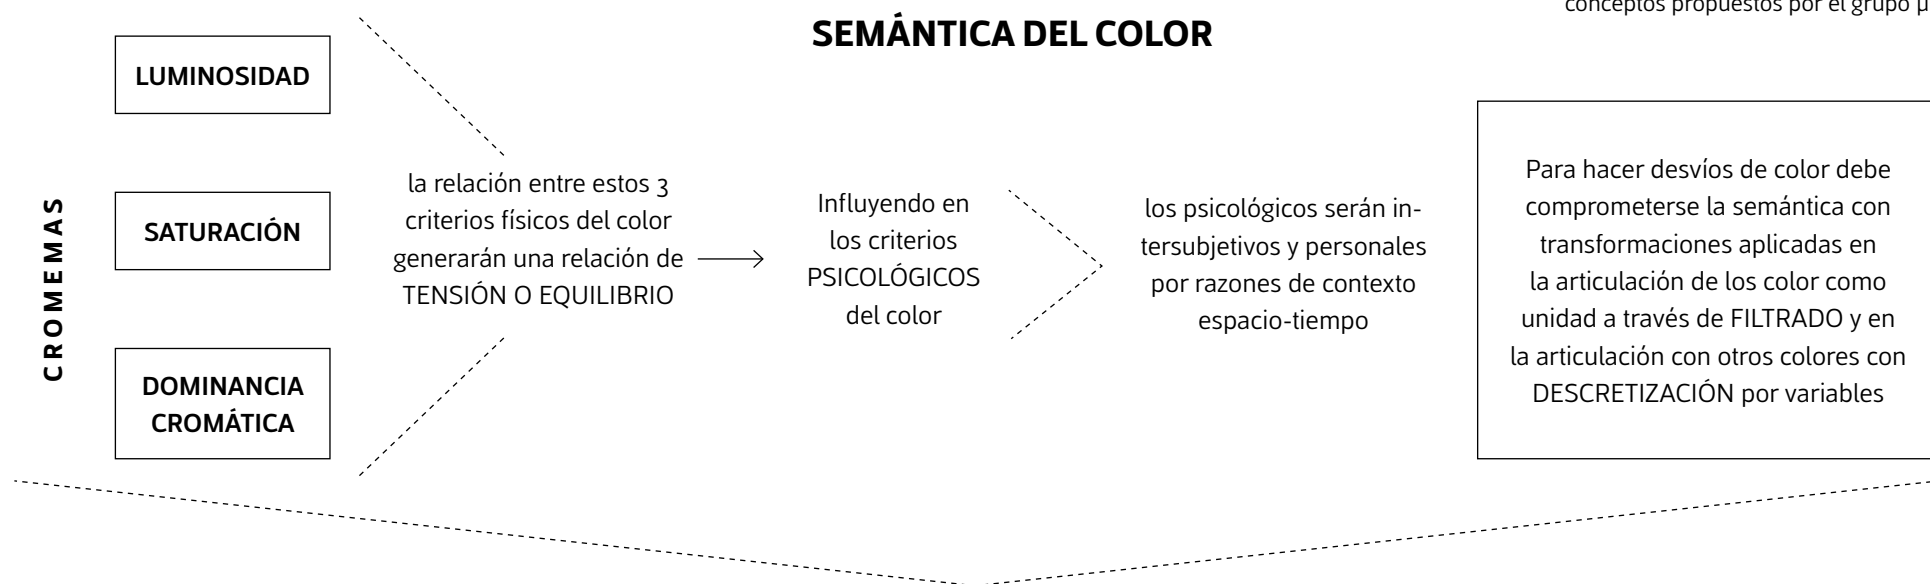 conceptos propuestos por el grupo µ
SEMÁNTICA DEL COLOR
CROMEMAS
LUMINOSIDAD
SATURACIÓN
DOMINANCIA
CROMÁTICA
la relación entre estos 3
criterios físicos del color
generarán una relación de
TENSIÓN O EQUILIBRIO
Influyendo en
los criterios
PSICOLÓGICOS
del color
los psicológicos serán in-
tersubjetivos y personales
por razones de contexto
espacio-tiempo
Para hacer desvíos de color debe
comprometerse la semántica con
transformaciones aplicadas en
la articulación de los color como
unidad a través de FILTRADO y en
la articulación con otros colores con
DESCRETIZACIÓN por variables